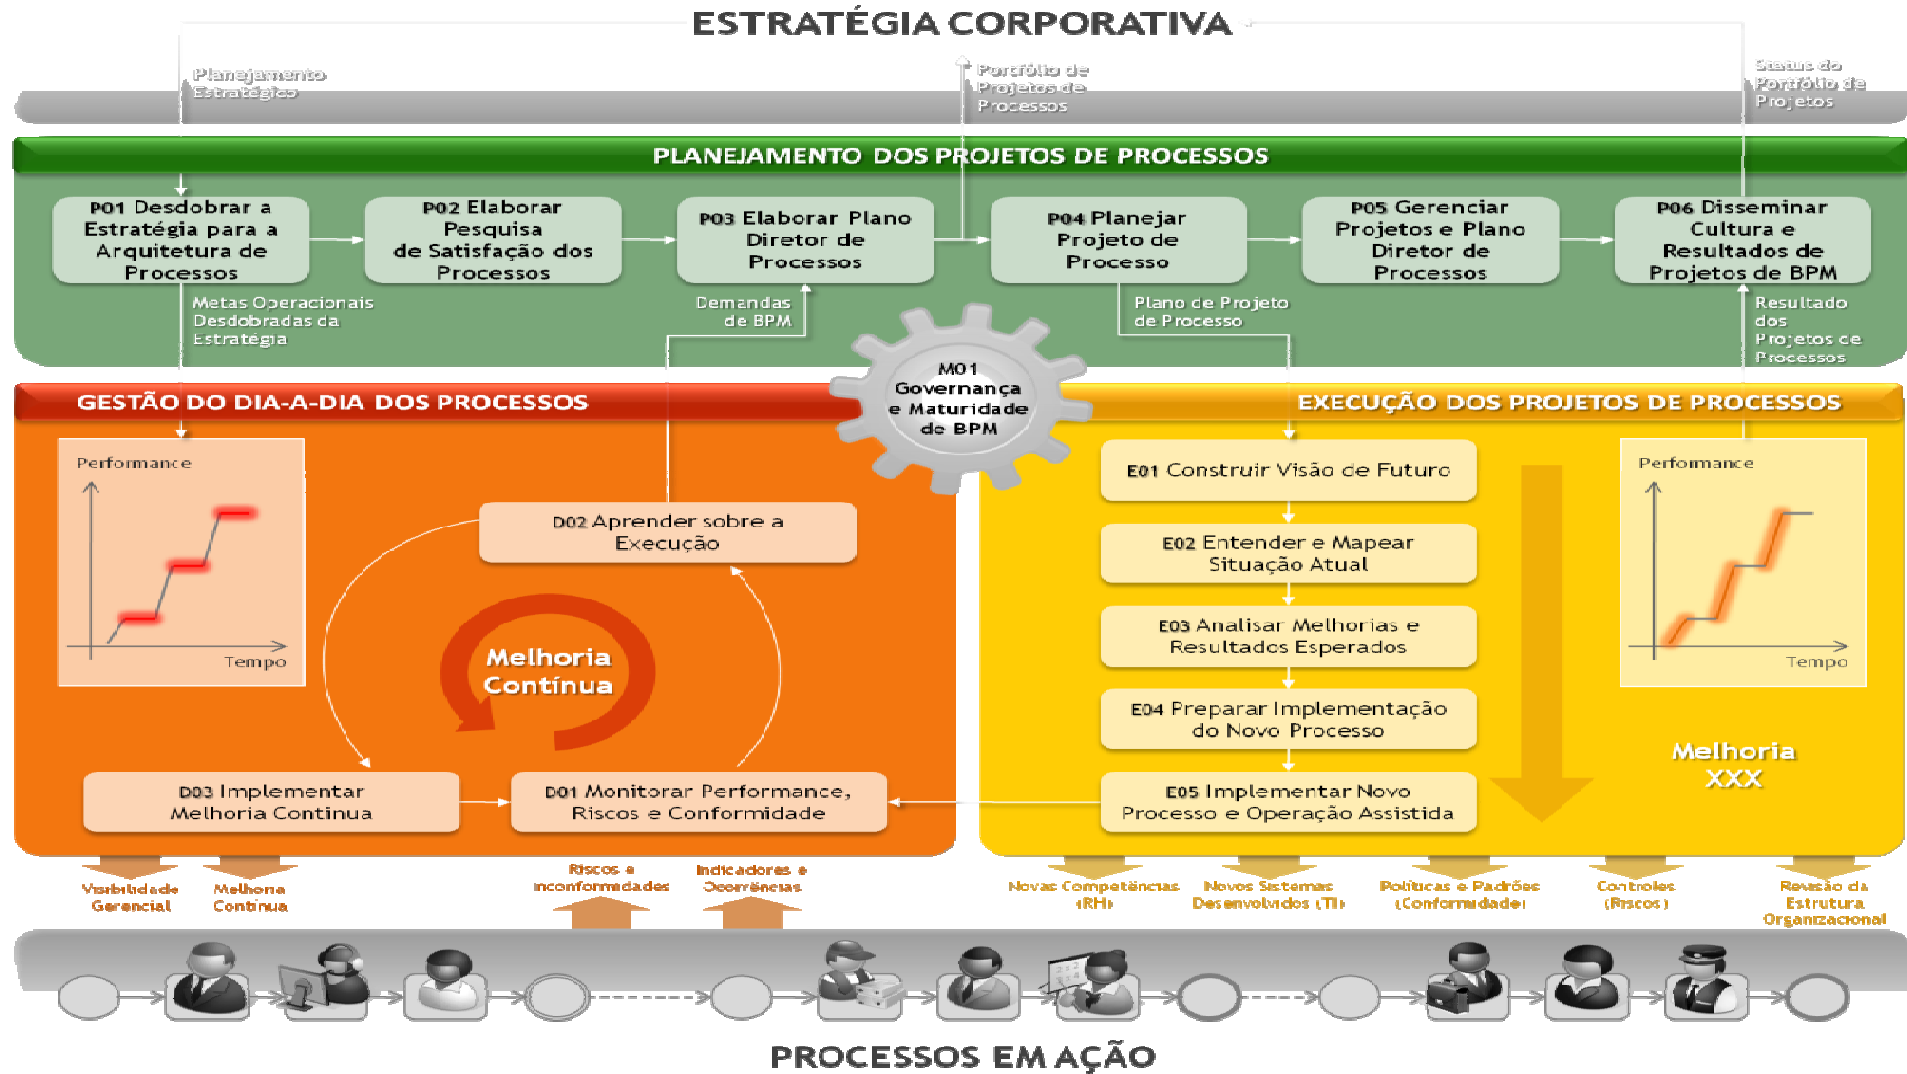 ESTRATÉGIA CORPORATIVA
Planejamento
Estratégico
Portfólio de
Projetos de
Processos
Status do
Portfólio de
Projetos
PLANEJAMENTO DOS PROJETOS DE PROCESSOS
P01 Desdobrar a
Estratégia para a
Arquitetura de
Processos
P02 Elaborar
Pesquisa
de Satisfação dos
Processos
P03 Elaborar Plano
Diretor de
Processos
P04 Planejar
Projeto de
Processo
P05 Gerenciar
Projetos e Plano
Diretor de
Processos
P06 Disseminar
Cultura e
Resultados de
Projetos de BPM
Metas Operacionais
Desdobradas da
Estratégia
Demandas
de BPM
Plano de Projeto
de Processo
Resultado
dos
Projetos de
Processos
M01
Governança
e Maturidade
de BPM
GESTÃO DO DIA-A-DIA DOS PROCESSOS
Performance
Tempo
D02 Aprender sobre a
Execução
Melhoria
Contínua
D03 Implementar
Melhoria Continua
D01 Monitorar Performance,
Riscos e Conformidade
EXECUÇÃO DOS PROJETOS DE PROCESSOS
E01 Construir Visão de Futuro
E02 Entender e Mapear
Situação Atual
E03 Analisar Melhorias e
Resultados Esperados
E04 Preparar Implementação
do Novo Processo
E05 Implementar Novo
Processo e Operação Assistida
Performance
Tempo
Melhoria
XXX
Visibilidade
Gerencial
Melhoria
Contínua
Riscos e
Inconformidades
Indicadores e
Ocorrências
Novas Competências
(RH)
Novos Sistemas
Desenvolvidos (TI)
Políticas e Padrões
(Conformidade)
Controles
(Riscos)
Revisão da
Estrutura
Organizacional
PROCESSOS EM AÇÃO